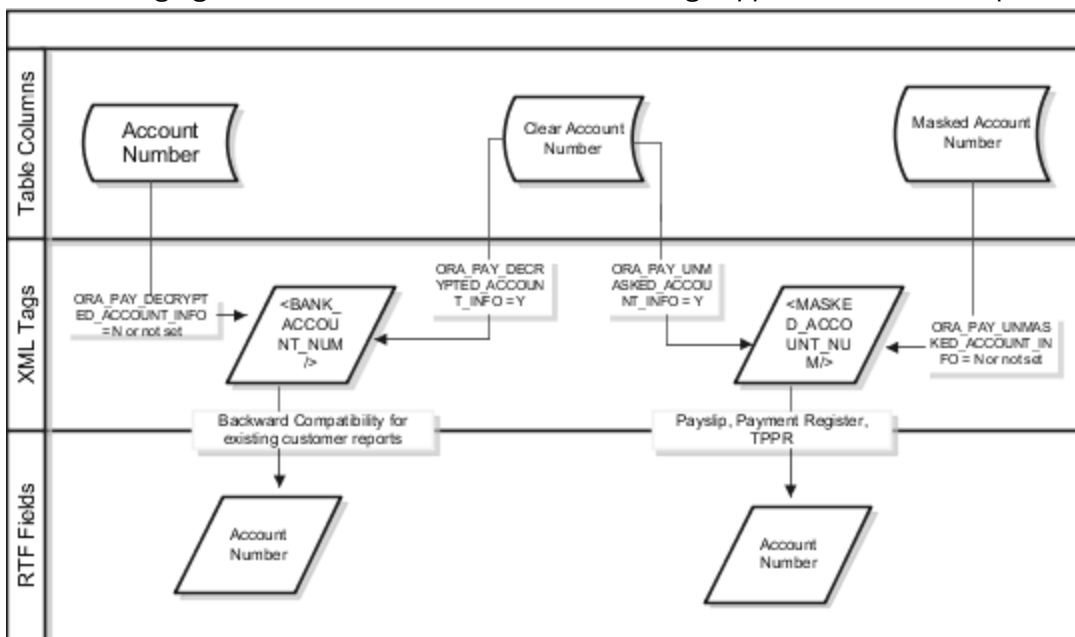 Table Columns
Account
Number
Clear Account
Number
Masked Account
Number
XML Tags
ORA_PAY_DECRYPT
ED_ACCOUNT_INFO
= N or not set
<BANK_
ACCOU
NT_NUM
/>
ORA_PAY_DECR
YPTED_ACCOUN
T_INFO = Y
ORA_PAY_UNM
ASKED_ACCOU
NT_INFO = Y
<MASKE
D_ACCO
UNT_NU
M/>
ORA_PAY_UNMAS
KED_ACCOUNT_IN
FO = N or not set
Backward Compatibility for
existing customer reports
Payslip, Payment Register,
TPPR
RTF Fields
Account
Number
Account
Number